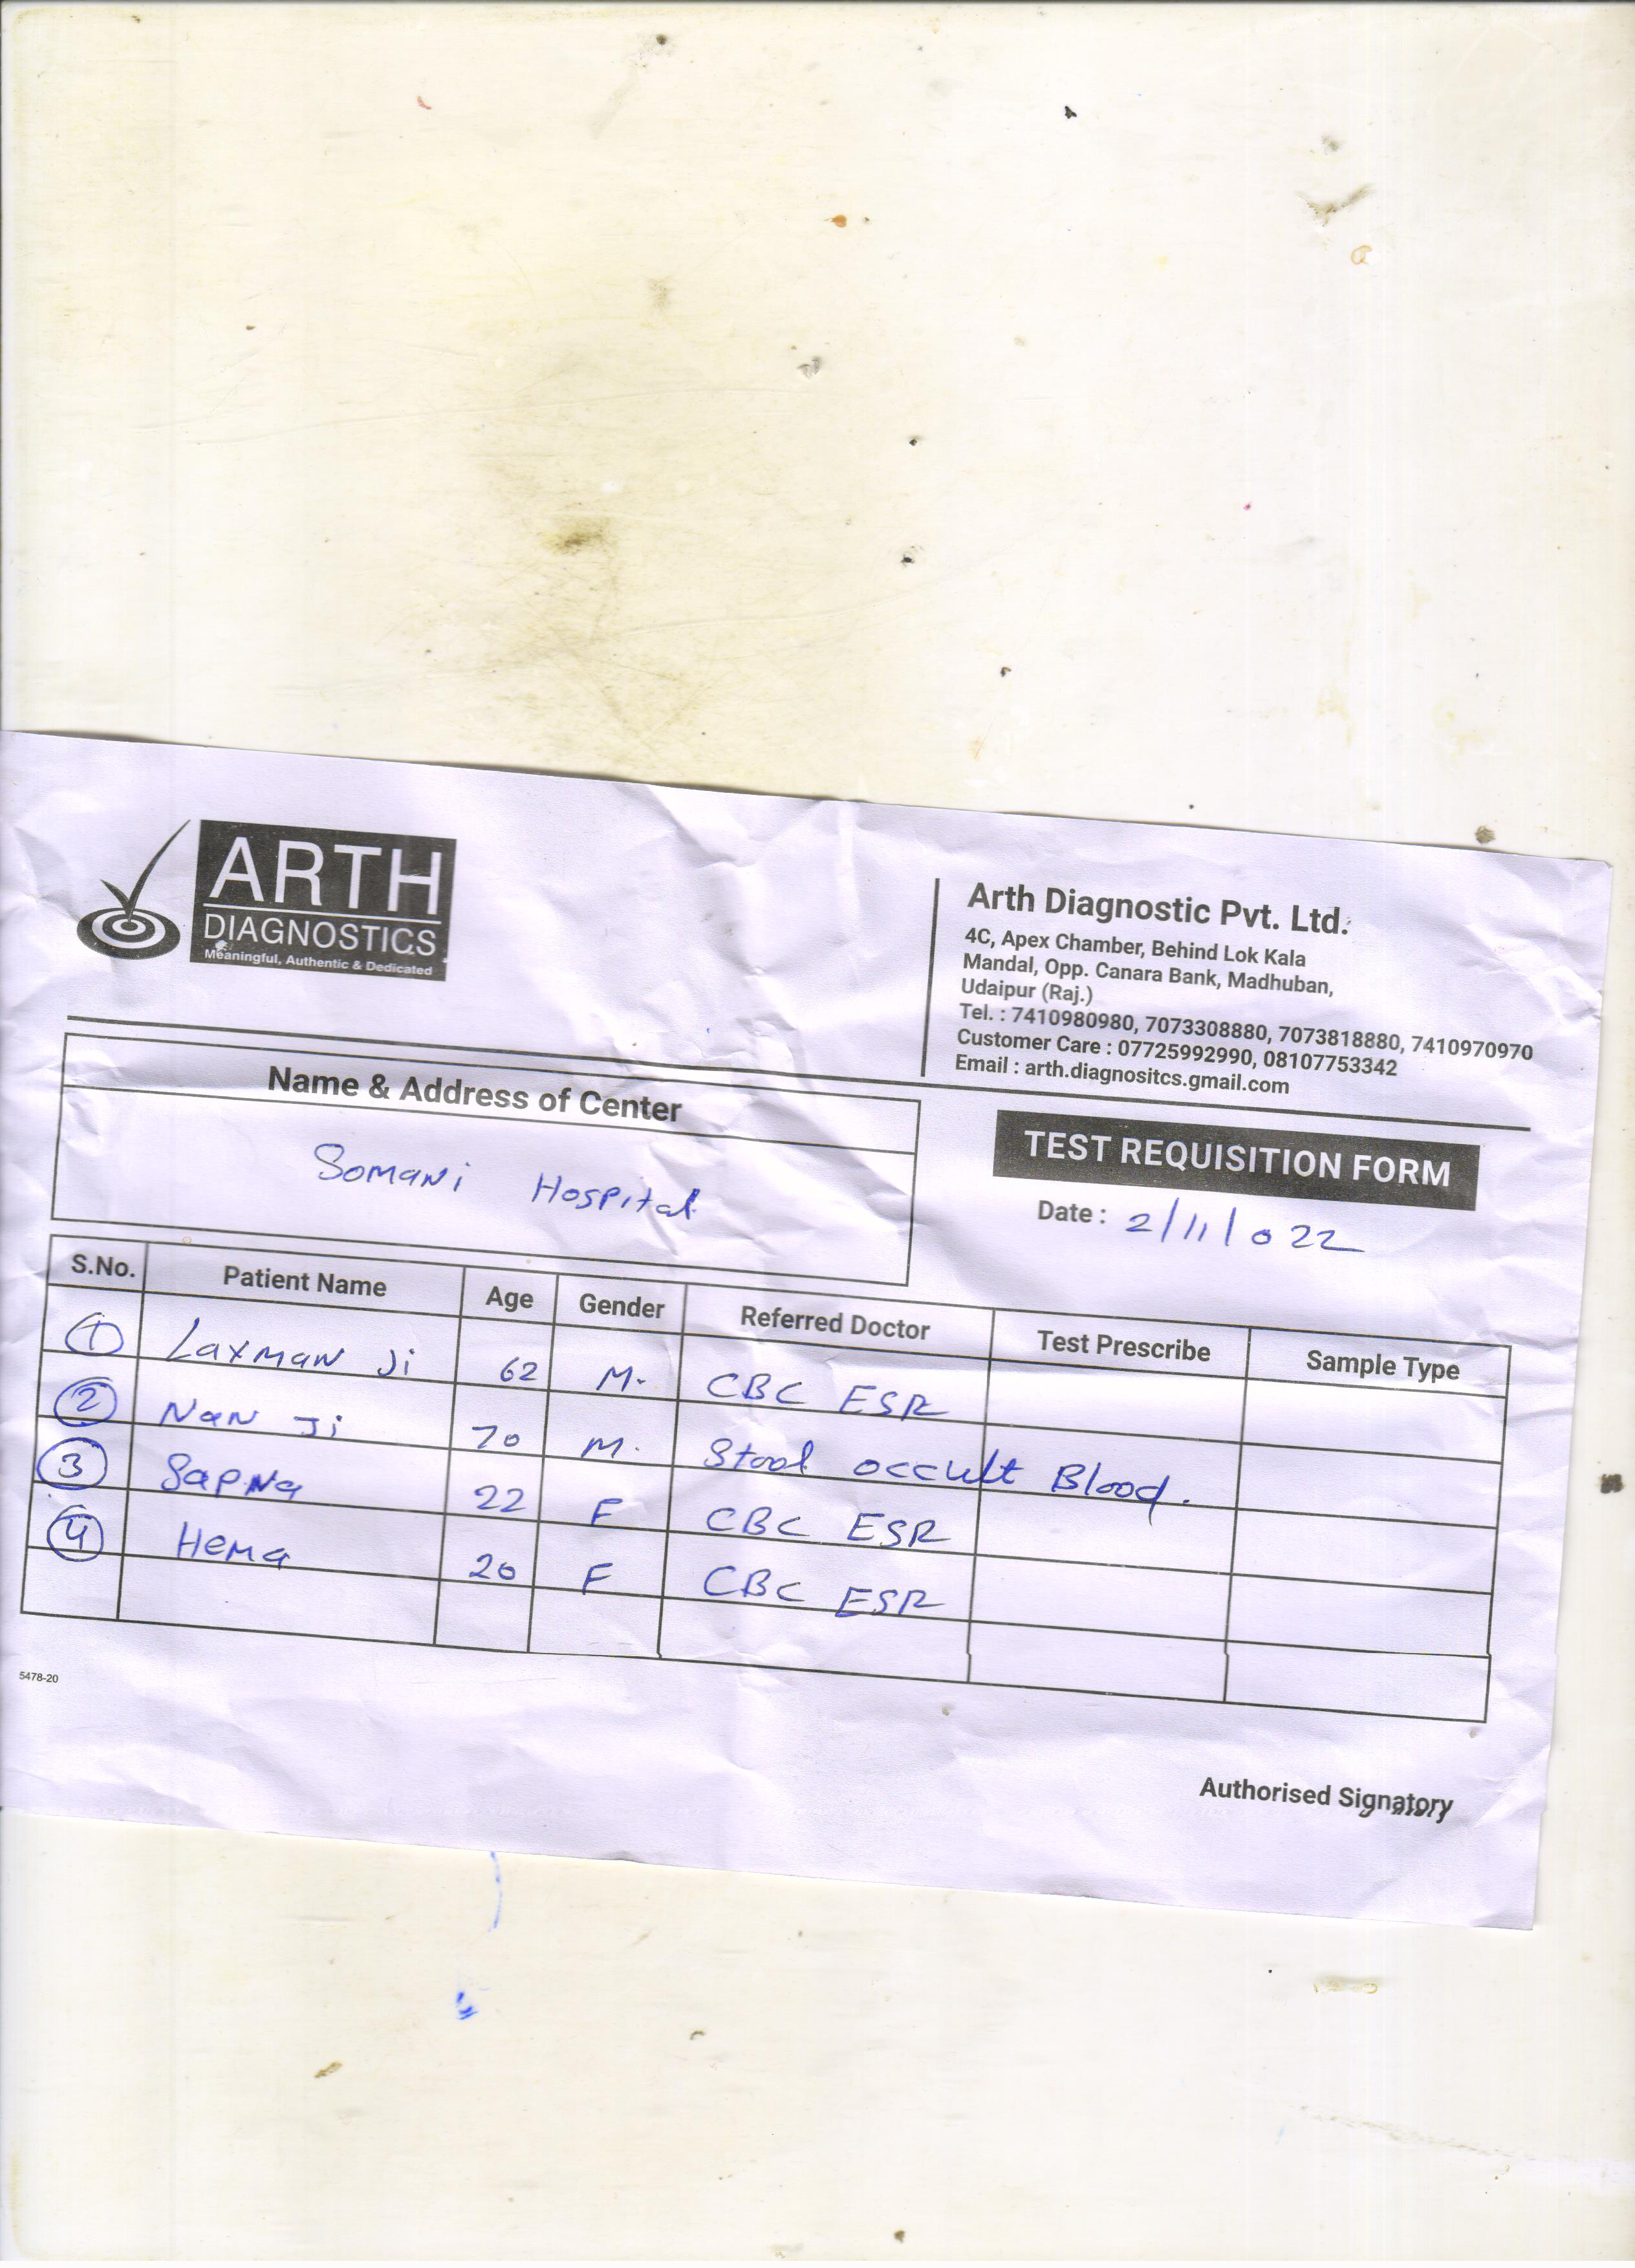 ARTH
DIAGNOSTICS
Meaningful, Authentic & Dedicated
Arth Diagnostic Pvt. Ltd.
4C, Apex Chamber, Behind Lok Kala
Mandal, Opp. Canara Bank, Madhuban,
Udaipur (Raj.)
Tel. : 7410980980, 7073308880, 7073818880, 7410970970
Customer Care : 07725992990, 08107753342
Email : arth.diagnositcs.gmail.com
Name & Address of Center
Somani Hospital
TEST REQUISITION FORM
Date : 2/11/022
S.No. Patient Name Age Gender Referred Doctor Test Prescribe Sample Type
1 Laxman Ji 62 M. CBC ESR
2 Nan Ji 70 M. Stool occult Blood.
3 Sapna 22 F CBC ESR
4 Hema 20 F CBC ESR
5478-20
Authorised Signatory